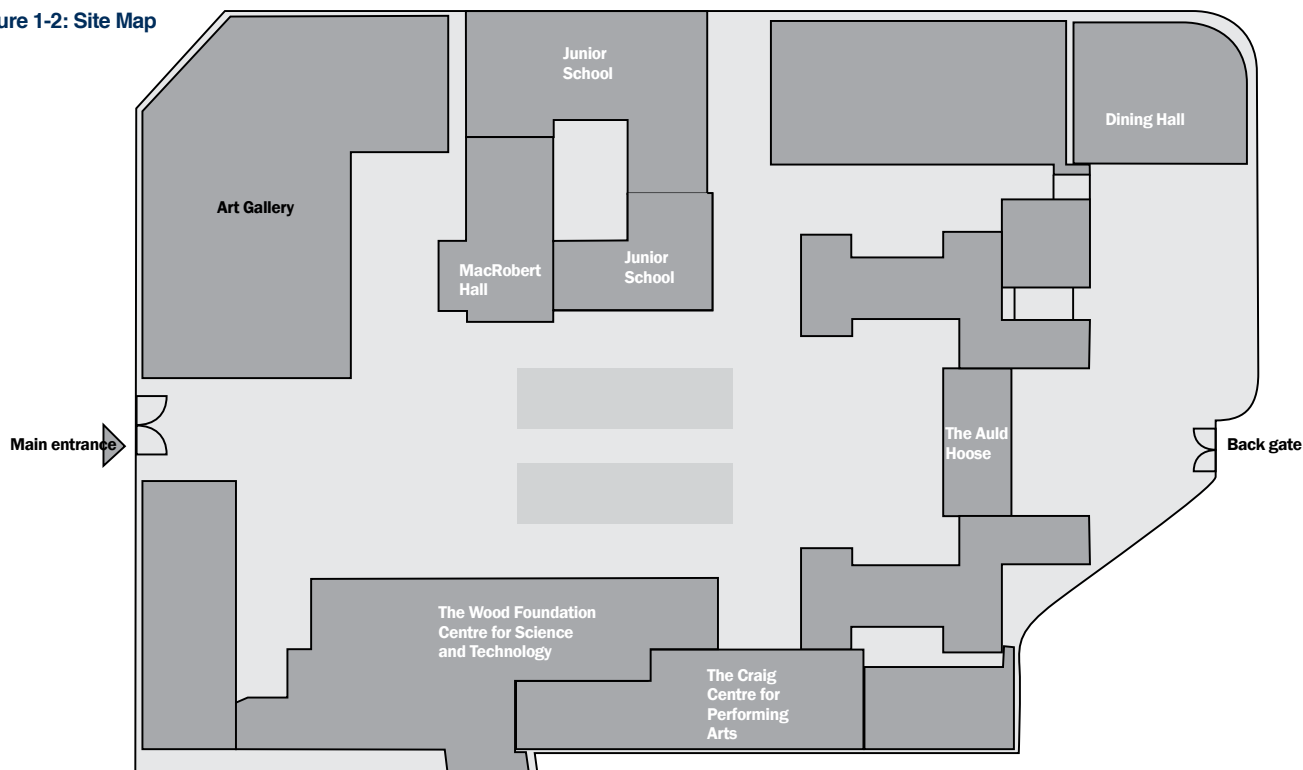 ure 1-2: Site Map
Junior
School
Dining Hall
Art Gallery
MacRobert
Hall
Junior
School
Main entrance
The Auld
Hoose
Back gate
The Wood Foundation
Centre for Science
and Technology
The Craig
Centre for
Performing
Arts